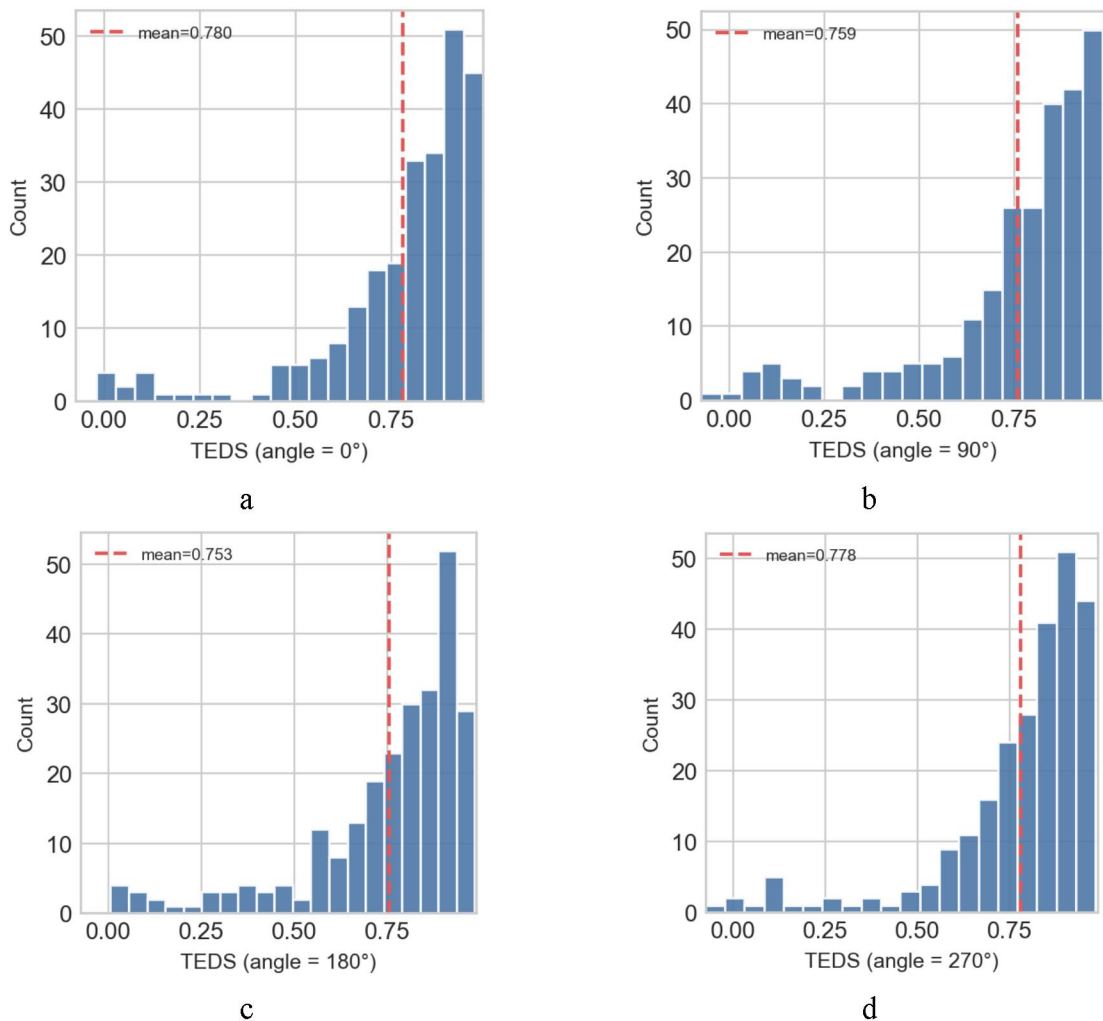 mean=0.780
50
40
30
20
10
0
Count
0.00 0.25 0.50 0.75
TEDS (angle = 0°)
a
mean=0.759
50
40
30
20
10
0
Count
0.00 0.25 0.50 0.75
TEDS (angle = 90°)
b
mean=0.753
50
40
30
20
10
0
Count
0.00 0.25 0.50 0.75
TEDS (angle = 180°)
c
mean=0.778
50
40
30
20
10
0
Count
0.00 0.25 0.50 0.75
TEDS (angle = 270°)
d